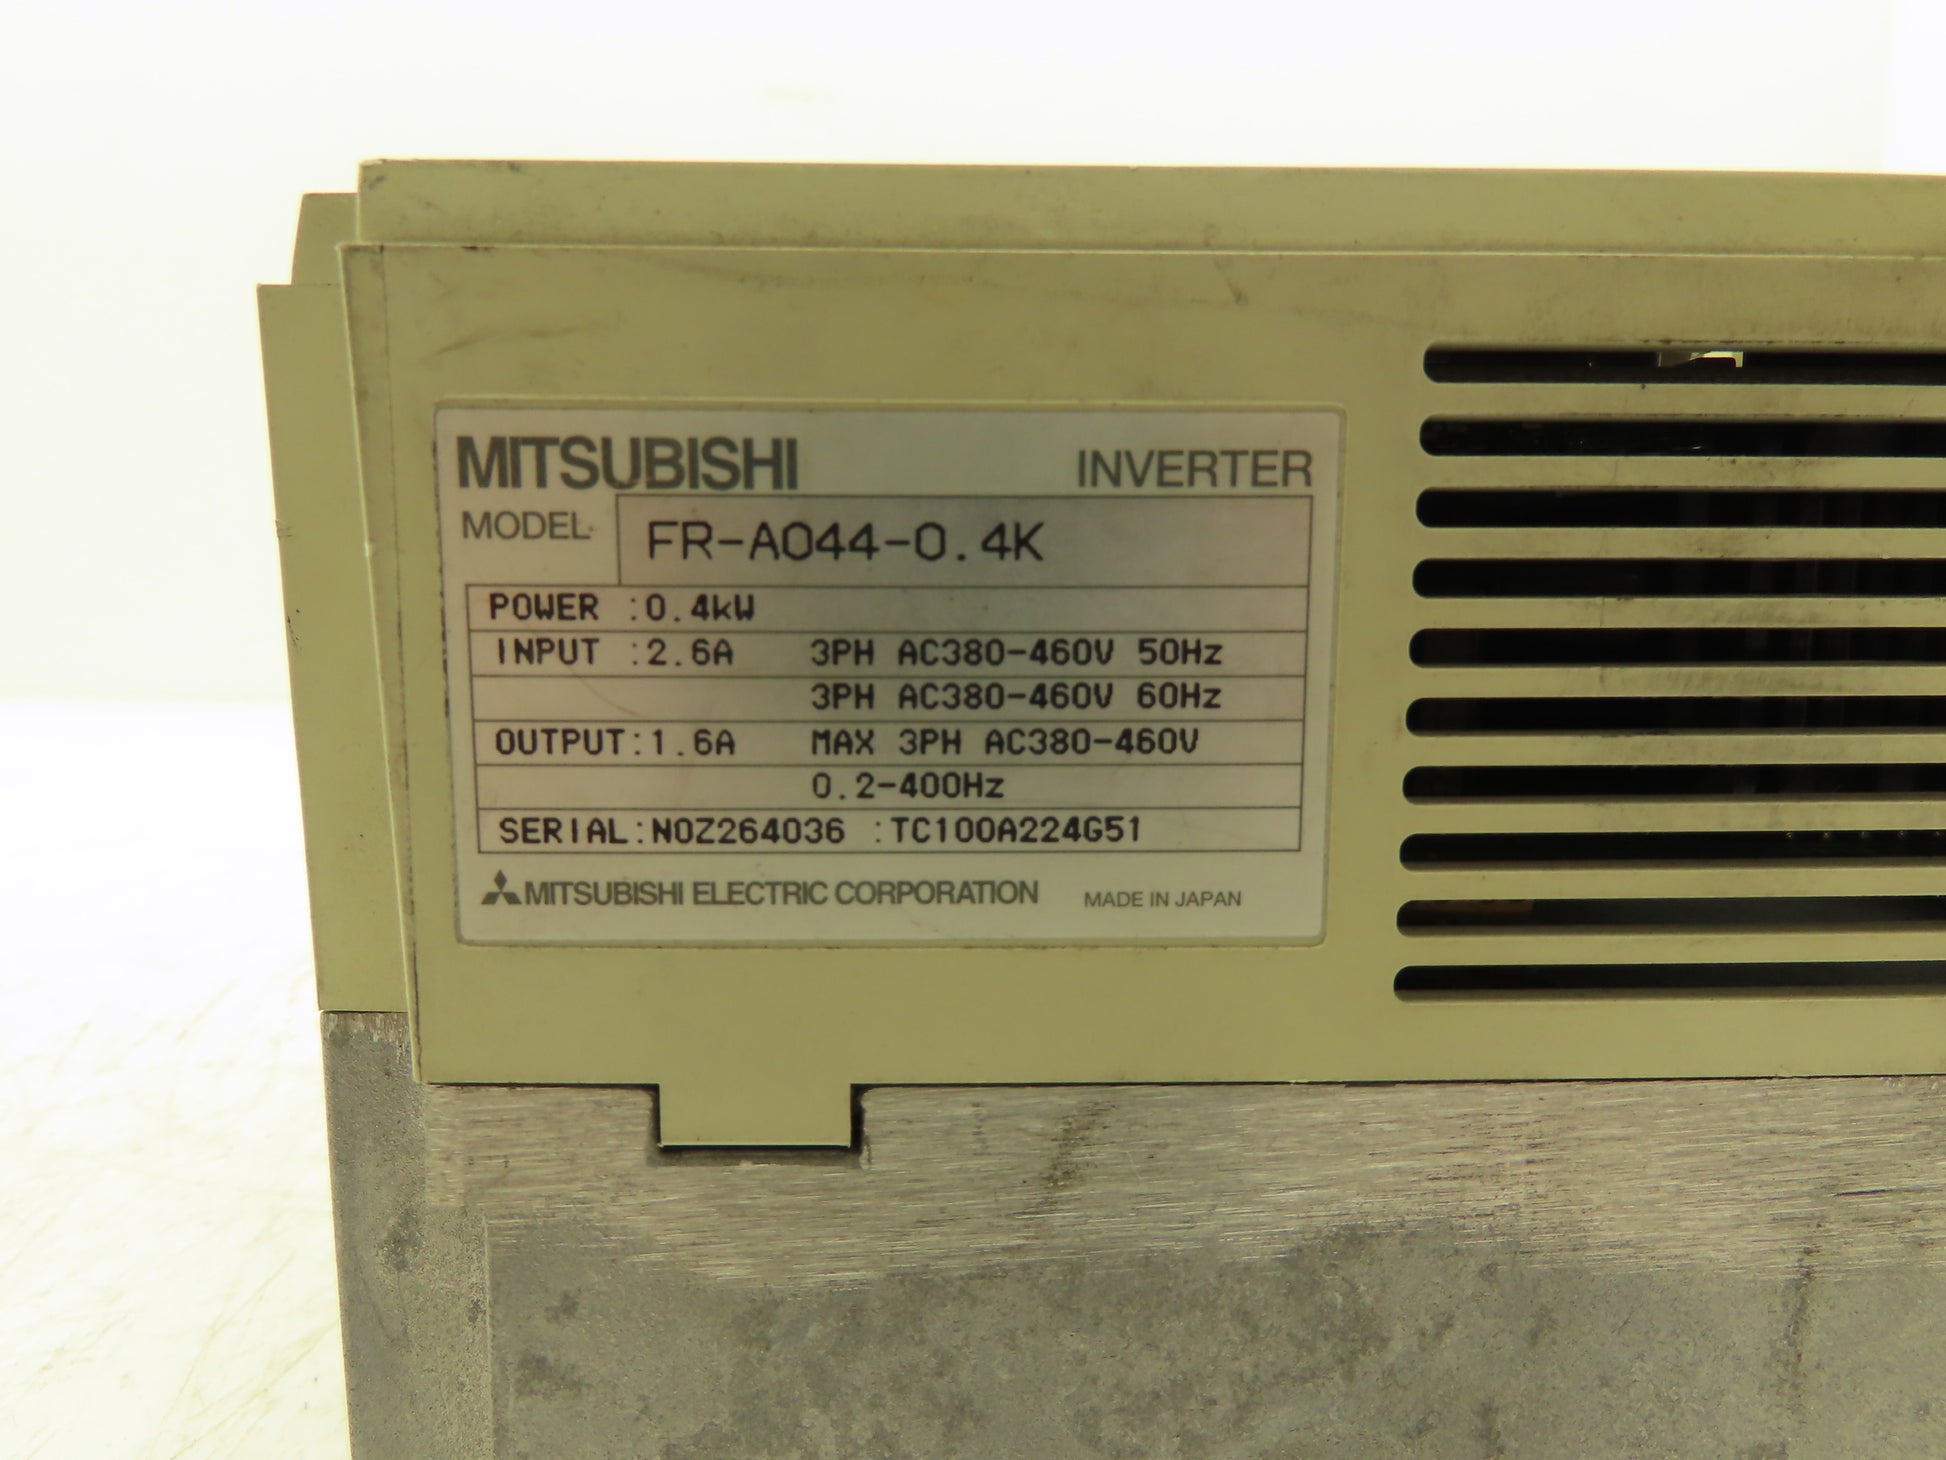 MITSUBISHI INVERTER
MODEL FR-A044-0.4K
POWER :0.4kW
INPUT :2.6A 3PH AC380-460V 50Hz
3PH AC380-460V 60Hz
OUTPUT:1.6A MAX 3PH AC380-460V
0.2-400Hz
SERIAL:N0Z264036 :TC100A224G51
MITSUBISHI ELECTRIC CORPORATION MADE IN JAPAN